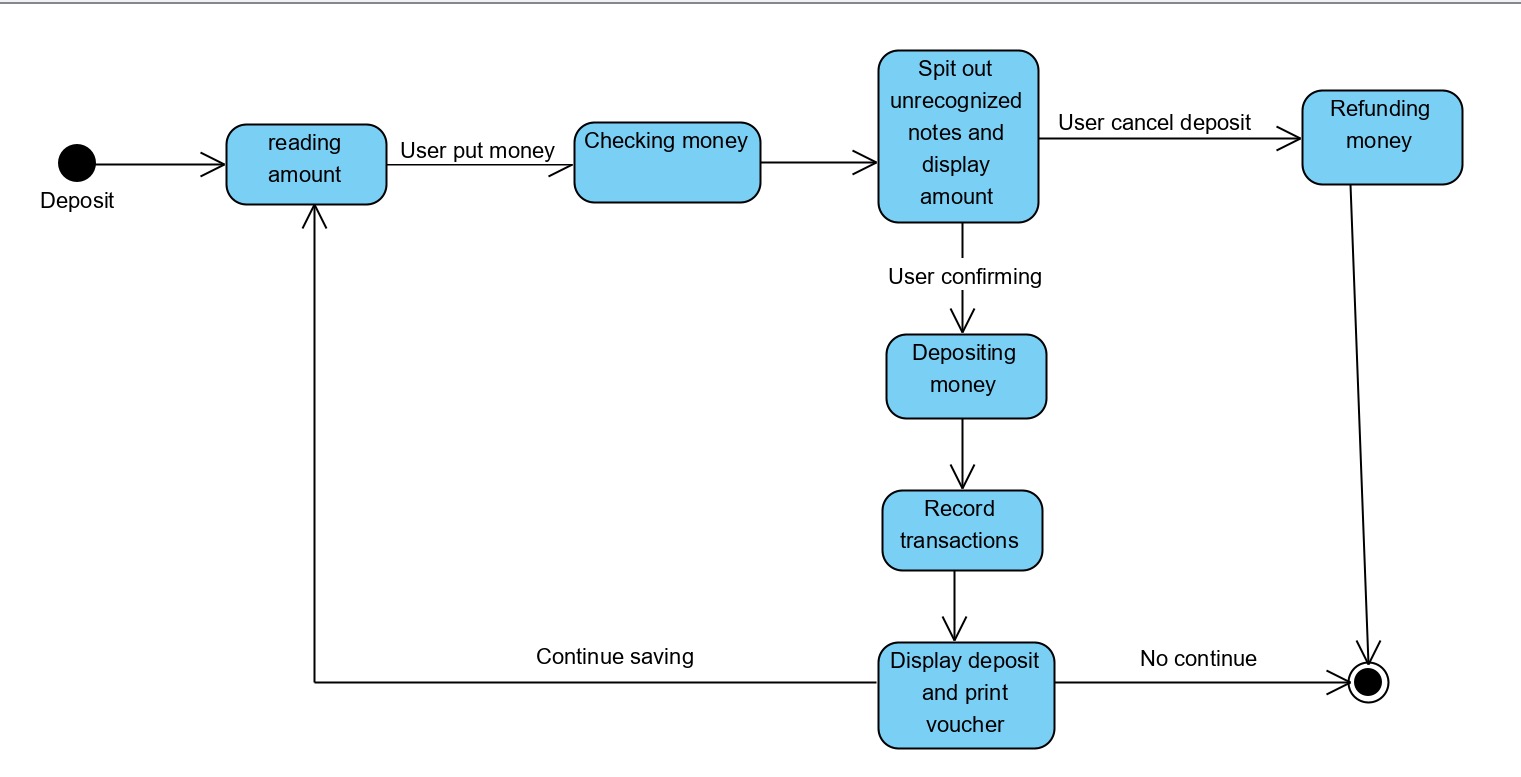 Deposit
reading
amount
User put money
Checking money
Spit out
unrecognized
notes and
display
amount
User cancel deposit
Refunding
money
User confirming
Depositing
money
Record
transactions
Display deposit
and print
voucher
Continue saving
No continue